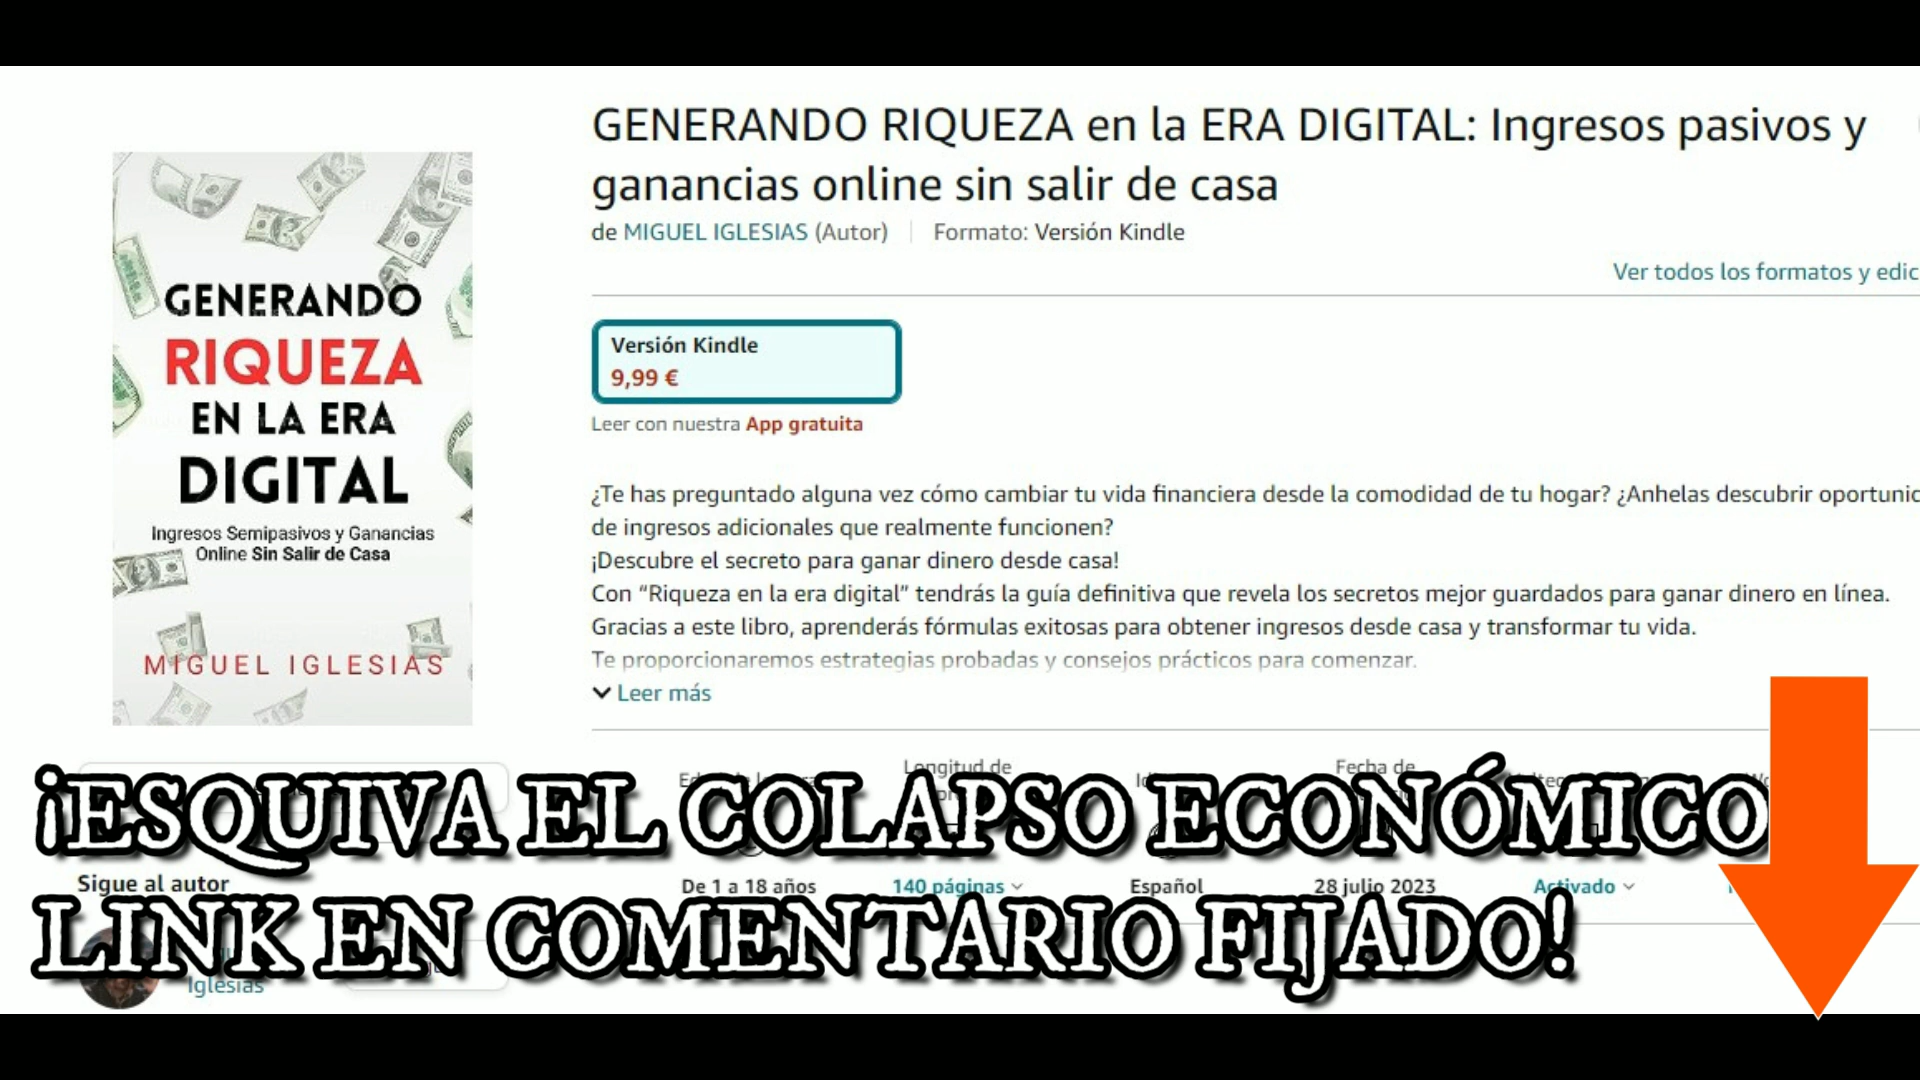 GENERANDO RIQUEZA en la ERA DIGITAL: Ingresos pasivos y
ganancias online sin salir de casa
de MIGUEL IGLESIAS (Autor) Formato: Versión Kindle
Ver todos los formatos y edic
Versión Kindle
9,99 €
Leer con nuestra App gratuita
¿Te has preguntado alguna vez cómo cambiar tu vida financiera desde la comodidad de tu hogar? ¿Anhelas descubrir oportunic
de ingresos adicionales que realmente funcionen?
¡Descubre el secreto para ganar dinero desde casa!
Con “Riqueza en la era digital” tendrás la guía definitiva que revela los secretos mejor guardados para ganar dinero en línea.
Gracias a este libro, aprenderás fórmulas exitosas para obtener ingresos desde casa y transformar tu vida.
Te proporcionaremos estrategias probadas y consejos prácticos para comenzar.
Leer más
GENERANDO
RIQUEZA
EN LA ERA
DIGITAL
Ingresos Semipasivos y Ganancias
Online Sin Salir de Casa
MIGUEL IGLESIAS
Longitud de
Fecha de
¡ESQUIVA EL COLAPSO ECONÓMICO
Sigue al autor
De 1 a 18 años 140 páginas Español 28 julio 2023 Activado
LINK EN COMENTARIO FIJADO!
Iglesias